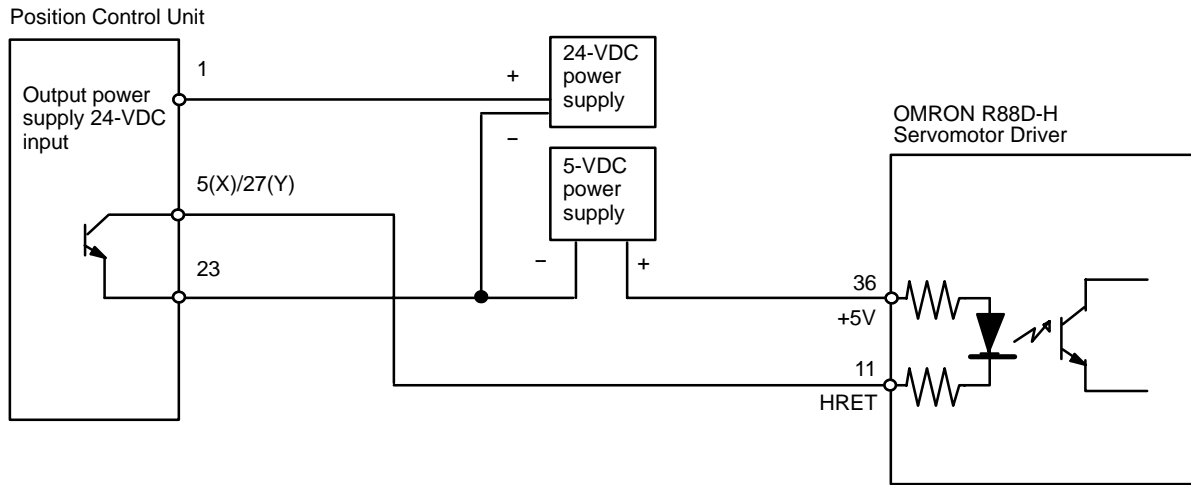 Position Control Unit
1
+
24-VDC
power
supply
Output power
supply 24-VDC
input
−
OMRON R88D-H
Servomotor Driver
5-VDC
power
supply
5(X)/27(Y)
23
−
+
36
+5V
11
HRET